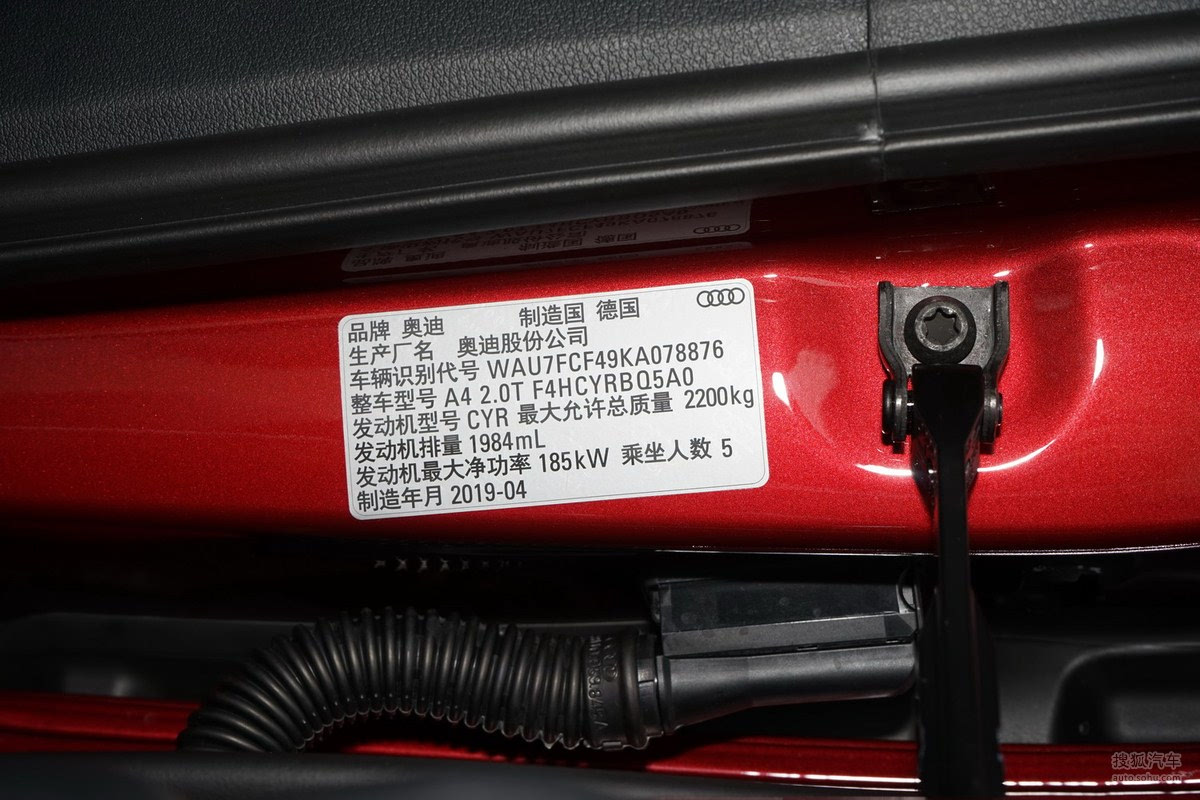 品牌 奥迪 制造国 德国
生产厂名 奥迪股份公司
车辆识别代号 WAU7FCF49KA078876
整车型号 A4 2.0T F4HCYRBQ5A0
发动机型号 CYR 最大允许总质量 2200kg
发动机排量 1984mL
发动机最大净功率 185kW 乘坐人数 5
制造年月 2019-04
搜狐汽车
auto.sohu.com